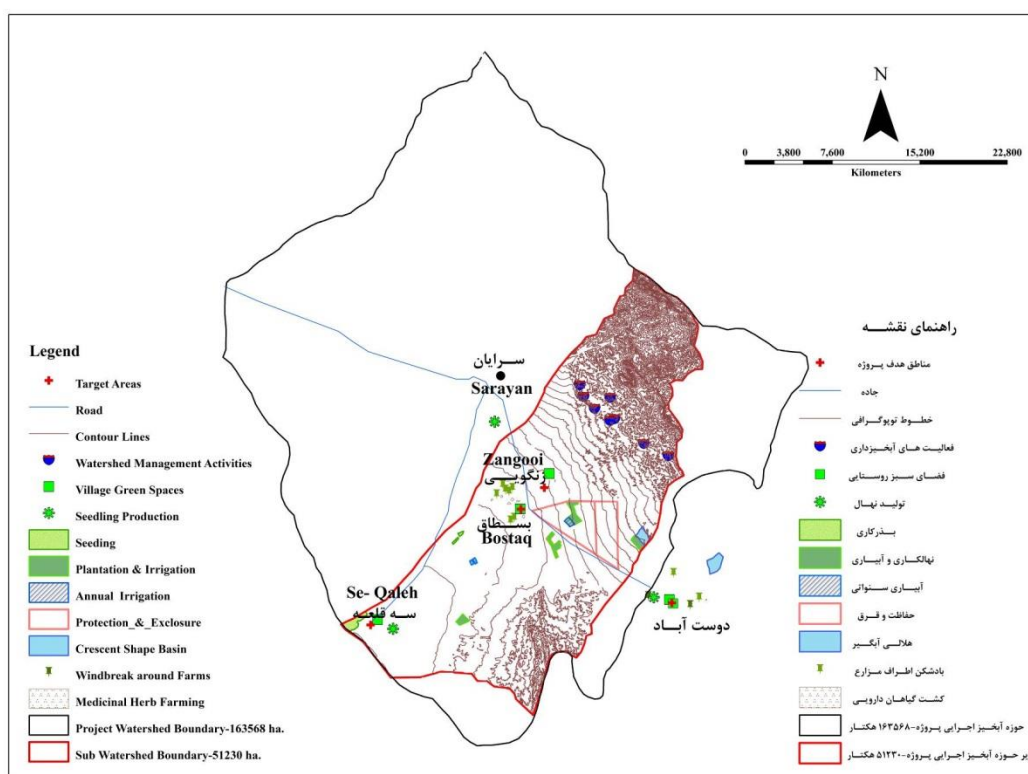 N
0 3,800 7,600 15,200 22,800
Kilometers
سرایان
Sarayan
Zangooi
زنگویی
بسطاق
Bostaq
Se- Qaleh
سه قلعه
دوست آباد
Legend
Target Areas
Road
Contour Lines
Watershed Management Activities
Village Green Spaces
Seedling Production
Seeding
Plantation & Irrigation
Annual Irrigation
Protection_&_Exclosure
Crescent Shape Basin
Windbreak around Farms
Medicinal Herb Farming
Project Watershed Boundary-163568 ha.
Sub Watershed Boundary-51230 ha.
راهنمای نقشه
مناطق هدف پروژه
جاده
خطوط توپوگرافی
فعالیت های آبخیزداری
فضای سبز روستایی
تولید نهال
بذرکاری
نهالکاری و آبیاری
آبیاری سنواتی
حفاظت و قرق
هلالی آبگیر
بادشکن اطراف مزارع
کشت گیاهان دارویی
حوزه آبخیز اجرایی پروژه-۱۶۳۵۶۸ هکتار
حوزه آبخیز اجرایی پروژه-۵۱۲۳۰ هکتار